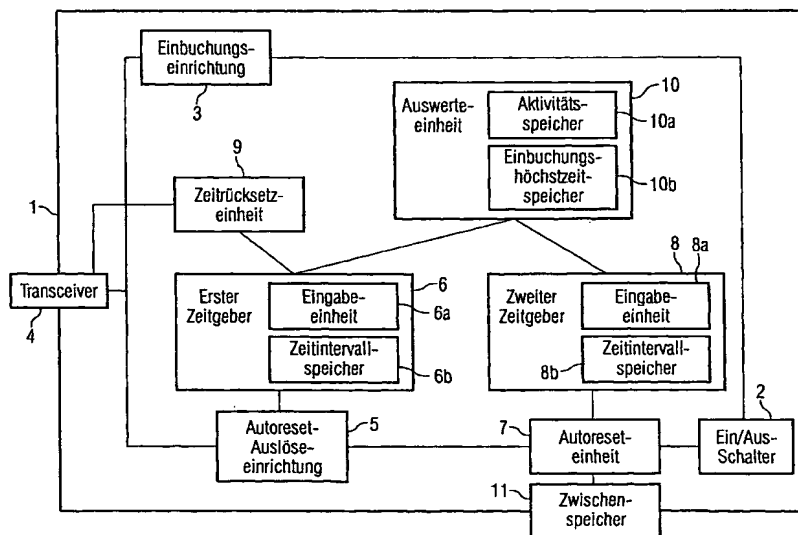 Einbuchungs-
einrichtung
3
10
Auswerte-
einheit
Aktivitäts-
speicher
10a
Einbuchungs-
höchstzeit-
speicher
10b
9
Zeitrücksetz-
einheit
1
Transceiver
4
Erster
Zeitgeber
6
Eingabe-
einheit
6a
Zeitintervall-
speicher
6b
Zweiter
Zeitgeber
8
8a
Eingabe-
einheit
Zeitintervall-
speicher
8b
Autoreset-
Auslöse-
einrichtung
5
7
Autoreset-
einheit
2
Ein/Aus-
Schalter
11
Zwischen-
speicher